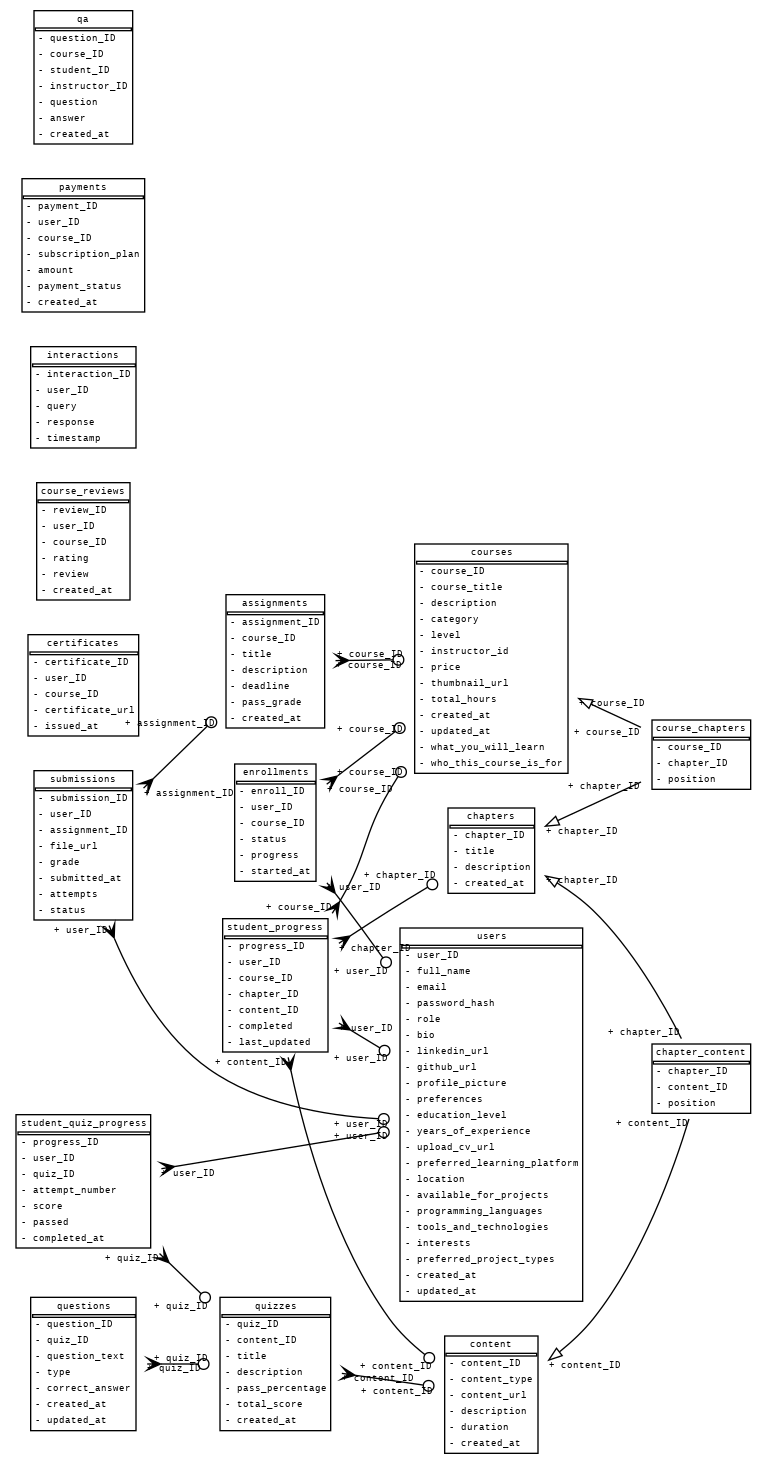 qa
- question_ID
- course_ID
- student_ID
- instructor_ID
- question
- answer
- created_at
payments
- payment_ID
- user_ID
- course_ID
- subscription_plan
- amount
- payment_status
- created_at
interactions
- interaction_ID
- user_ID
- query
- response
- timestamp
course_reviews
- review_ID
- user_ID
- course_ID
- rating
- review
- created_at
certificates
- certificate_ID
- user_ID
- course_ID
- certificate_url
- issued_at
+ assignment_ID
+ assignment_ID
submissions
- submission_ID
- user_ID
- assignment_ID
- file_url
- grade
- submitted_at
- attempts
- status
+ user_ID
assignments
- assignment_ID
- course_ID
- title
- description
- deadline
- pass_grade
- created_at
+ course_ID
+ course_ID
enrollments
- enroll_ID
- user_ID
- course_ID
- status
- progress
- started_at
+ course_ID
+ course_ID
+ course_ID
+ user_ID
+ course_ID
+ chapter_ID
student_progress
- progress_ID
- user_ID
- course_ID
- chapter_ID
- content_ID
- completed
- last_updated
+ chapter_ID
+ user_ID
+ user_ID
+ user_ID
+ content_ID
courses
- course_ID
- course_title
- description
- category
- level
- instructor_id
- price
- thumbnail_url
- total_hours
- created_at
- updated_at
- what_you_will_learn
- who_this_course_is_for
+ course_ID
+ course_ID
course_chapters
- course_ID
- chapter_ID
- position
+ chapter_ID
+ chapter_ID
chapters
- chapter_ID
- title
- description
- created_at
+ chapter_ID
users
- user_ID
- full_name
- email
- password_hash
- role
- bio
- linkedin_url
- github_url
- profile_picture
- preferences
- education_level
- years_of_experience
- upload_cv_url
- preferred_learning_platform
- location
- available_for_projects
- programming_languages
- tools_and_technologies
- interests
- preferred_project_types
- created_at
- updated_at
+ chapter_ID
chapter_content
- chapter_ID
- content_ID
- position
+ content_ID
+ user_ID
+ user_ID
student_quiz_progress
- progress_ID
- user_ID
- quiz_ID
- attempt_number
- score
- passed
- completed_at
+ user_ID
+ quiz_ID
+ quiz_ID
questions
- question_ID
- quiz_ID
- question_text
- type
- correct_answer
- created_at
- updated_at
+ quiz_ID
+ quiz_ID
quizzes
- quiz_ID
- content_ID
- title
- description
- pass_percentage
- total_score
- created_at
+ content_ID
+ content_ID
+ content_ID
content
- content_ID
- content_type
- content_url
- description
- duration
- created_at
+ content_ID